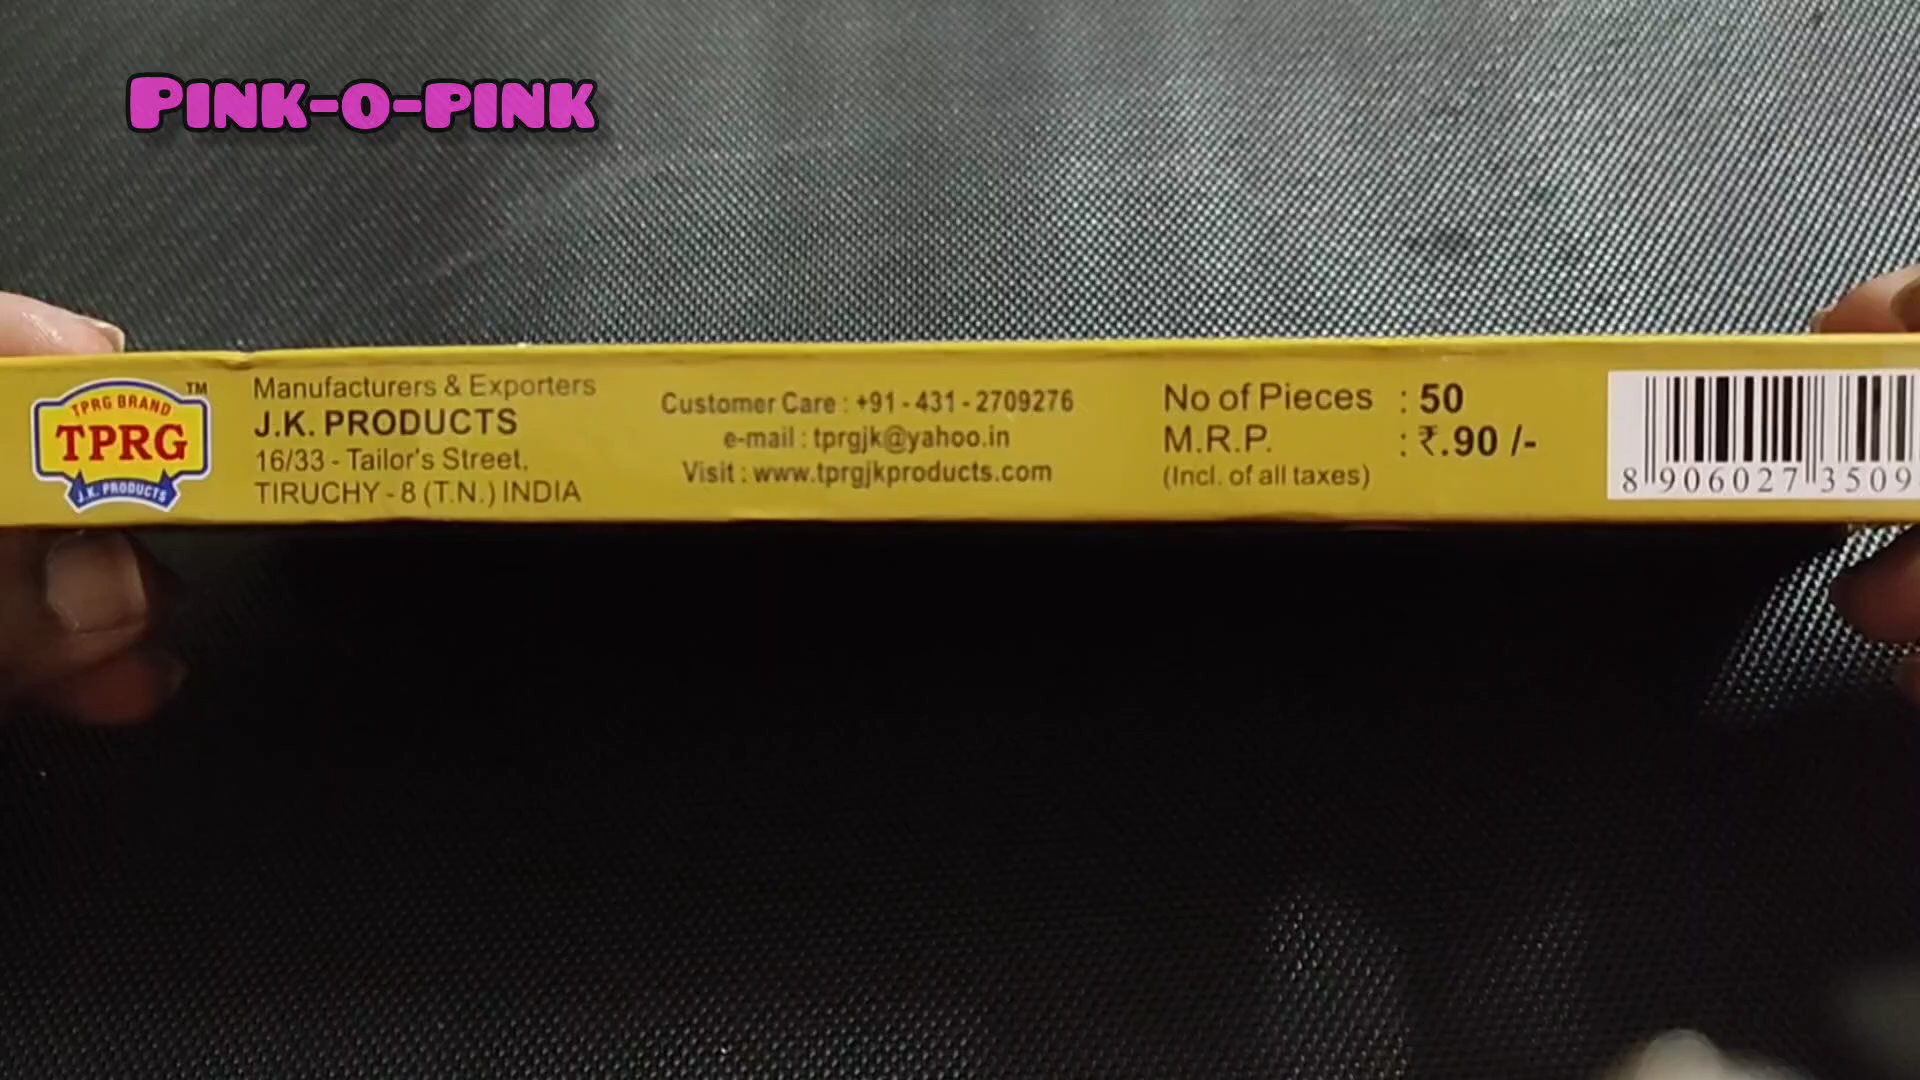 PINK-O-PINK
TPRG BRAND
TPRG
J.K. PRODUCTS
TM
Manufacturers & Exporters
J.K. PRODUCTS
16/33 - Tailor's Street,
TIRUCHY - 8 (T.N.) INDIA
Customer Care : +91 - 431 - 2709276
e-mail : tprgjk@yahoo.in
Visit : www.tprgjkproducts.com
No of Pieces : 50
M.R.P. : ₹.90 /-
(Incl. of all taxes)
8 906027 3509